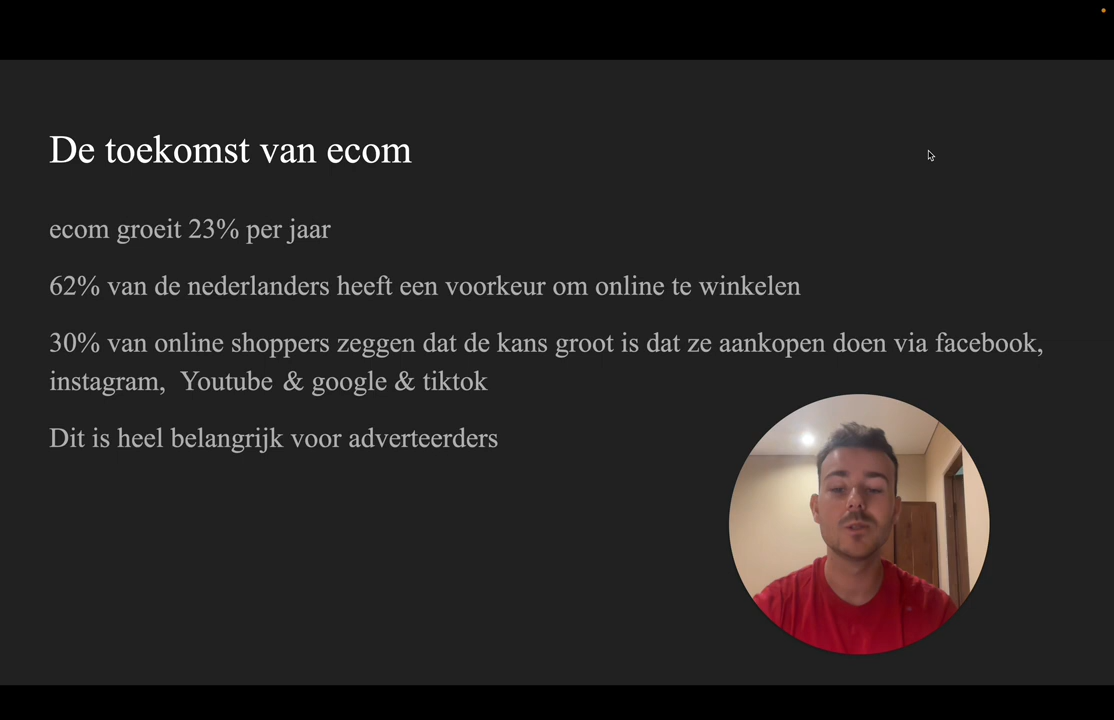 De toekomst van ecom
ecom groeit 23% per jaar
62% van de nederlanders heeft een voorkeur om online te winkelen
30% van online shoppers zeggen dat de kans groot is dat ze aankopen doen via facebook,
instagram,  Youtube & google & tiktok
Dit is heel belangrijk voor adverteerders